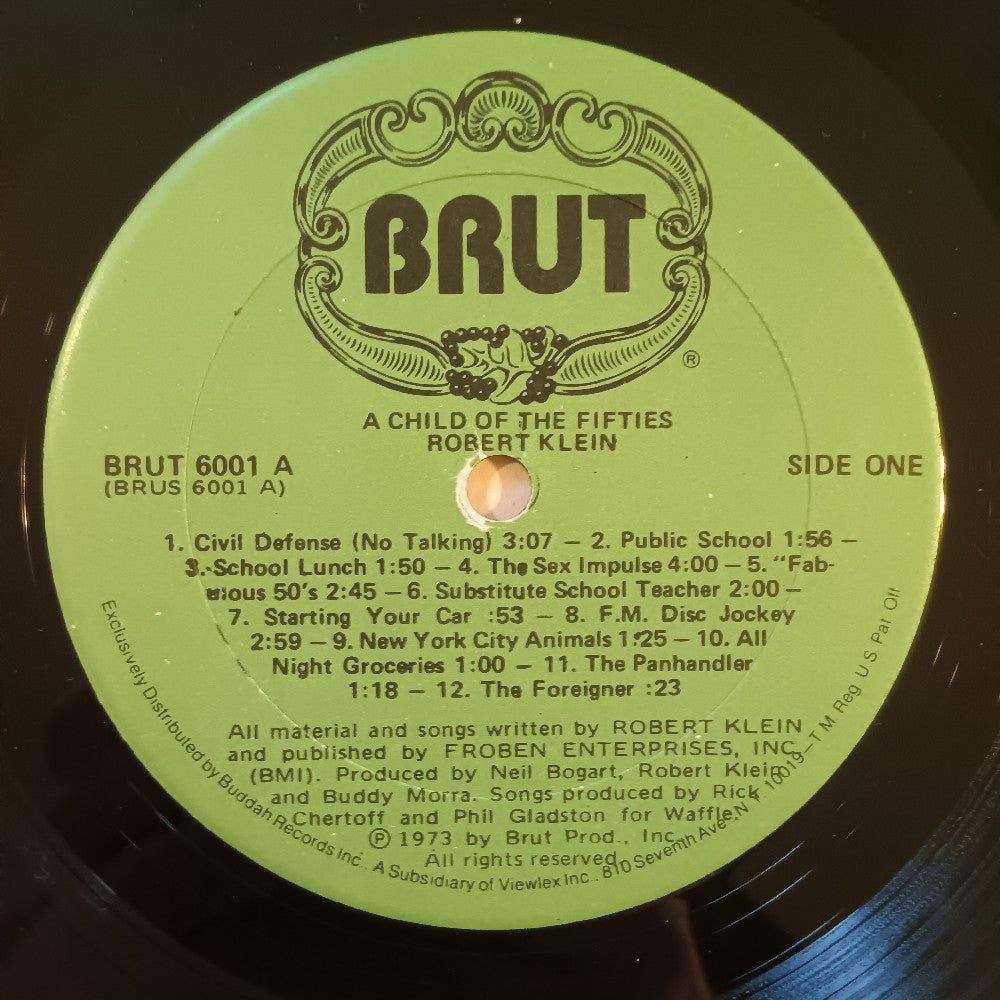 BRUT
®
A CHILD OF THE FIFTIES
ROBERT KLEIN
BRUT 6001 A
(BRUS 6001 A)
SIDE ONE
1. Civil Defense (No Talking) 3:07 — 2. Public School 1:56 —
3. School Lunch 1:50 — 4. The Sex Impulse 4:00 — 5. "Fab-
ulous 50's 2:45 — 6. Substitute School Teacher 2:00 —
7. Starting Your Car :53 — 8. F.M. Disc Jockey
2:59 — 9. New York City Animals 1:25 — 10. All
Night Groceries 1:00 — 11. The Panhandler
1:18 — 12. The Foreigner :23
All material and songs written by ROBERT KLEIN
and published by FROBEN ENTERPRISES, INC.
(BMI). Produced by Neil Bogart, Robert Klein
and Buddy Morra. Songs produced by Rick
Chertoff and Phil Gladston for Waffle.
℗ 1973 by Brut Prod., Inc.
All rights reserved.
Exclusively Distributed by Buddah Records Inc. A Subsidiary of Viewlex Inc., 810 Seventh Ave., N.Y. 10019—T M Reg U.S. Pat Off